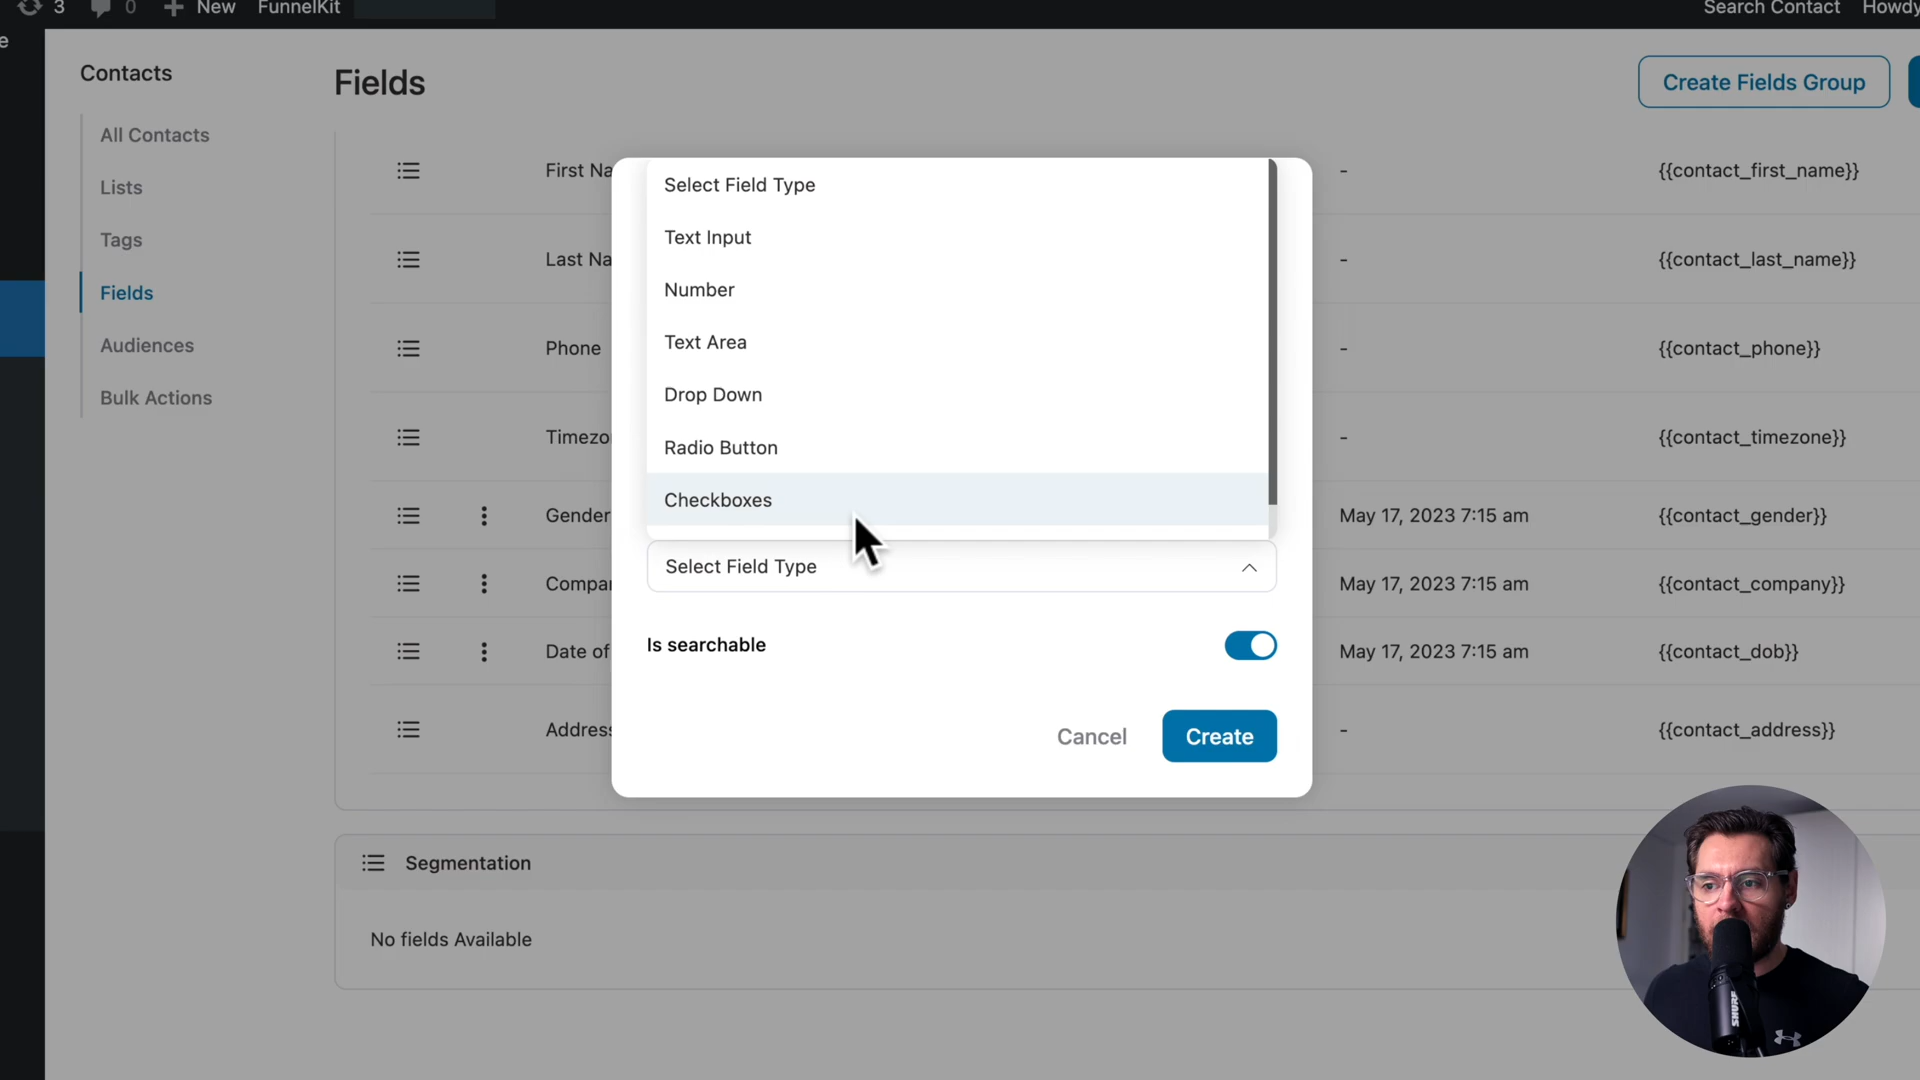 3 0 New FunnelKit Search Contact Howdy
e
Contacts
All Contacts
Lists
Tags
Fields
Audiences
Bulk Actions
Fields
Create Fields Group
First Na - {{contact_first_name}}
Last Na - {{contact_last_name}}
Phone - {{contact_phone}}
Timezo - {{contact_timezone}}
Gender May 17, 2023 7:15 am {{contact_gender}}
Compa May 17, 2023 7:15 am {{contact_company}}
Date of May 17, 2023 7:15 am {{contact_dob}}
Address - {{contact_address}}
Select Field Type
Text Input
Number
Text Area
Drop Down
Radio Button
Checkboxes
Select Field Type
Is searchable
Cancel Create
Segmentation
No fields Available
SHURE